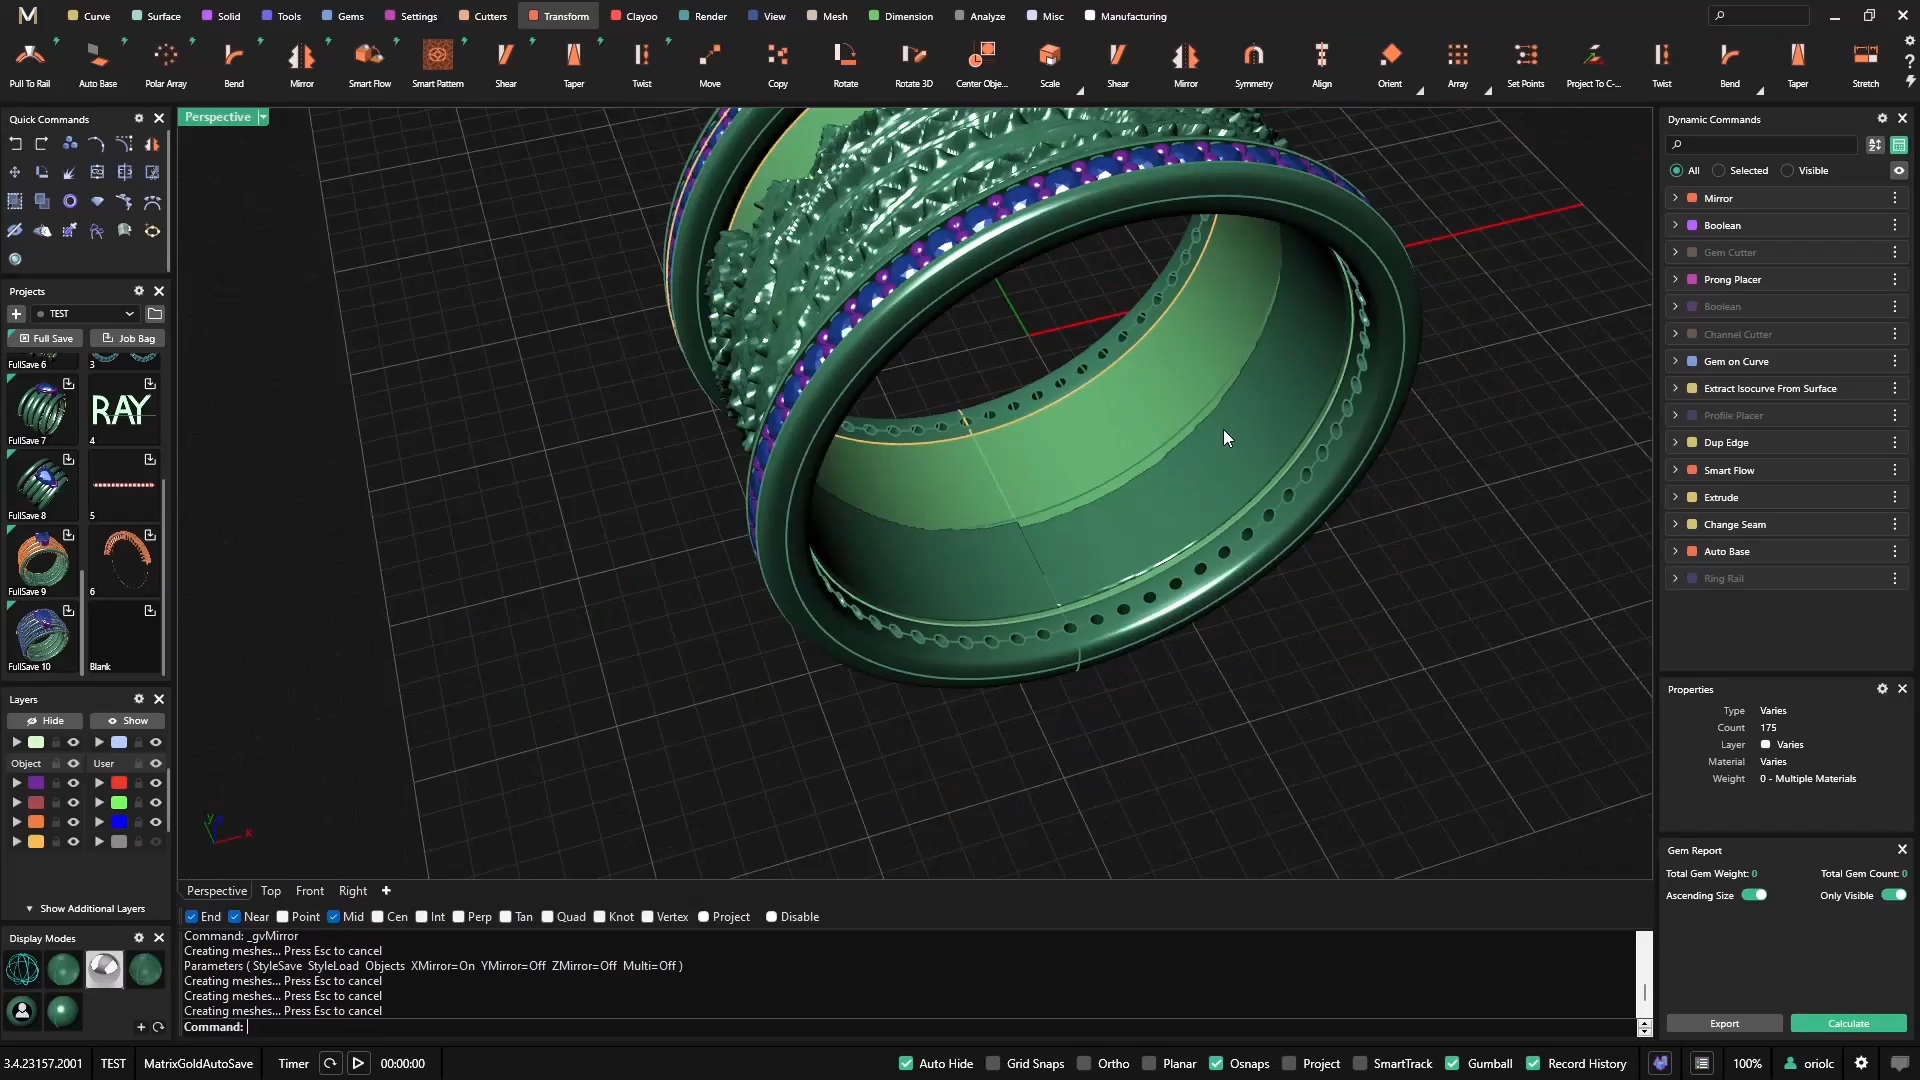 M Curve Surface Solid Tools Gems Settings Cutters Transform Clayoo Render View Mesh Dimension Analyze Misc Manufacturing
Pull To Rail Auto Base Polar Array Bend Mirror Smart Flow Smart Pattern Shear Taper Twist Move Copy Rotate Rotate 3D Center Obje... Scale Shear Mirror Symmetry Align Orient Array Set Points Project To C-... Twist Bend Taper Stretch
Quick Commands
Projects
TEST
Full Save Job Bag
FullSave 6 3
RAY
FullSave 7 4
FullSave 8 5
FullSave 9 6
FullSave 10 Blank
Layers
Hide Show
Object User
Show Additional Layers
Display Modes
Perspective
y z x
Perspective Top Front Right
End Near Point Mid Cen Int Perp Tan Quad Knot Vertex Project Disable
Command: _gvMirror
Creating meshes... Press Esc to cancel
Parameters ( StyleSave StyleLoad Objects XMirror=On YMirror=Off ZMirror=Off Multi=Off )
Creating meshes... Press Esc to cancel
Creating meshes... Press Esc to cancel
Creating meshes... Press Esc to cancel
Command:
Dynamic Commands
All Selected Visible
Mirror
Boolean
Gem Cutter
Prong Placer
Boolean
Channel Cutter
Gem on Curve
Extract Isocurve From Surface
Profile Placer
Dup Edge
Smart Flow
Extrude
Change Seam
Auto Base
Ring Rail
Properties
Type Varies
Count 175
Layer Varies
Material Varies
Weight 0 - Multiple Materials
Gem Report
Total Gem Weight: 0 Total Gem Count: 0
Ascending Size Only Visible
Export Calculate
3.4.23157.2001 TEST MatrixGoldAutoSave Timer 00:00:00 Auto Hide Grid Snaps Ortho Planar Osnaps Project SmartTrack Gumball Record History 100% oriolc